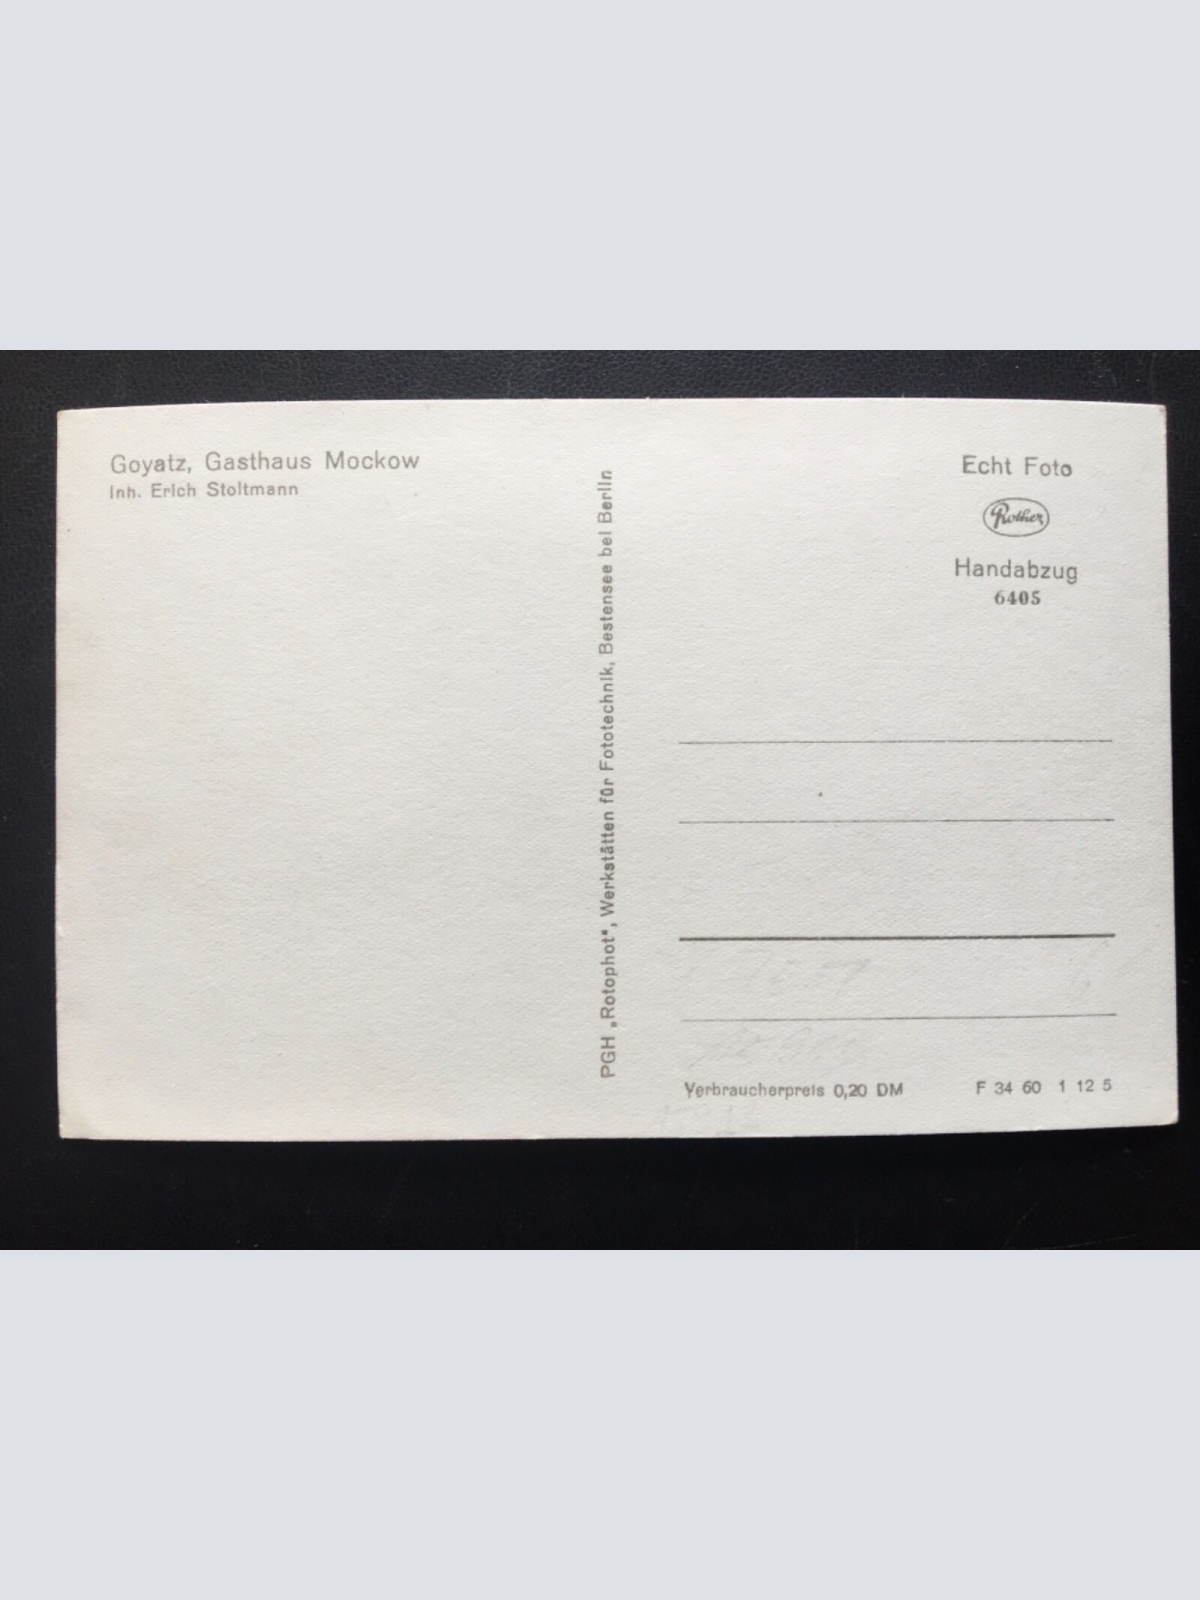 Goyatz, Gasthaus Mockow
Inh. Erich Stoltmann
PGH „Rotophot", Werkstätten für Fototechnik, Bestensee bei Berlin
Echt Foto
Rother
Handabzug
6405
Verbraucherpreis 0,20 DM
F 34 60 1 12 5